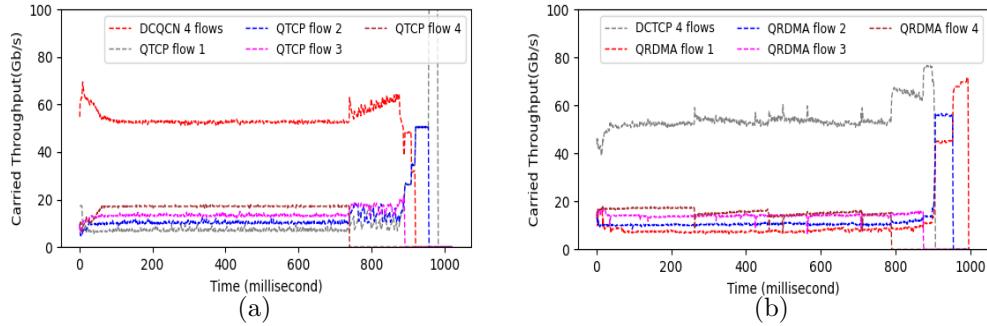 100
80
60
40
20
0
Carried Throughput(Gb/s)
DCQCN 4 flows
QTCP flow 1
QTCP flow 2
QTCP flow 3
QTCP flow 4
0 200 400 600 800 1000
Time (millisecond)
(a)
100
80
60
40
20
0
Carried Throughput(Gb/s)
DCTCP 4 flows
QRDMA flow 1
QRDMA flow 2
QRDMA flow 3
QRDMA flow 4
0 200 400 600 800 1000
Time (millisecond)
(b)